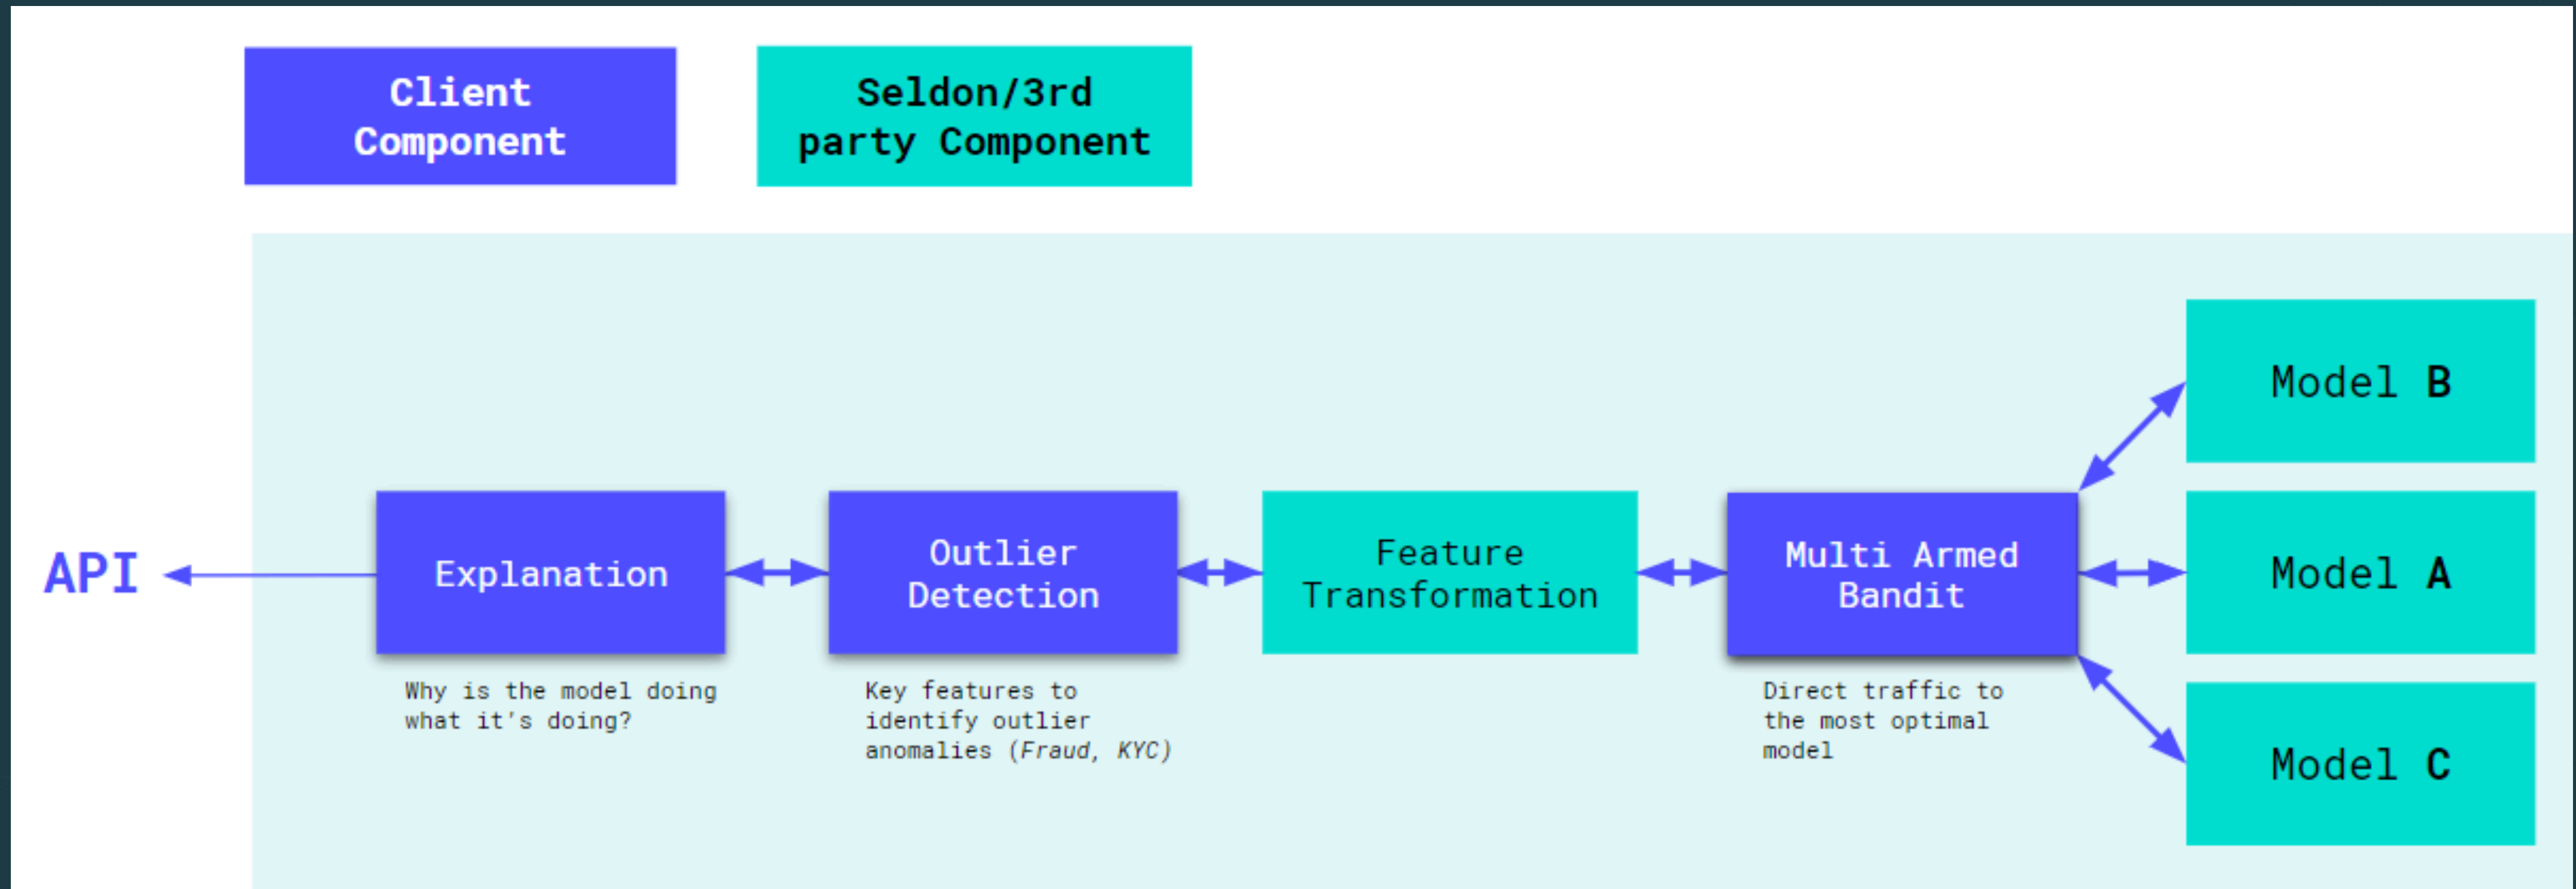 Client
Component
Seldon/3rd
party Component
Model B
API
Explanation
Outlier
Detection
Feature
Transformation
Multi Armed
Bandit
Model A
Why is the model doing
what it's doing?
Key features to
identify outlier
anomalies (Fraud, KYC)
Direct traffic to
the most optimal
model
Model C